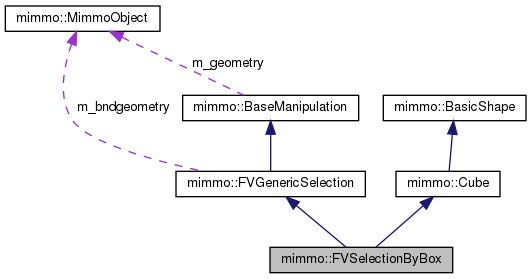 mimmo::MimmoObject
m_geometry
m_bndgeometry
mimmo::BaseManipulation
mimmo::BasicShape
mimmo::FVGenericSelection
mimmo::Cube
mimmo::FVSelectionByBox